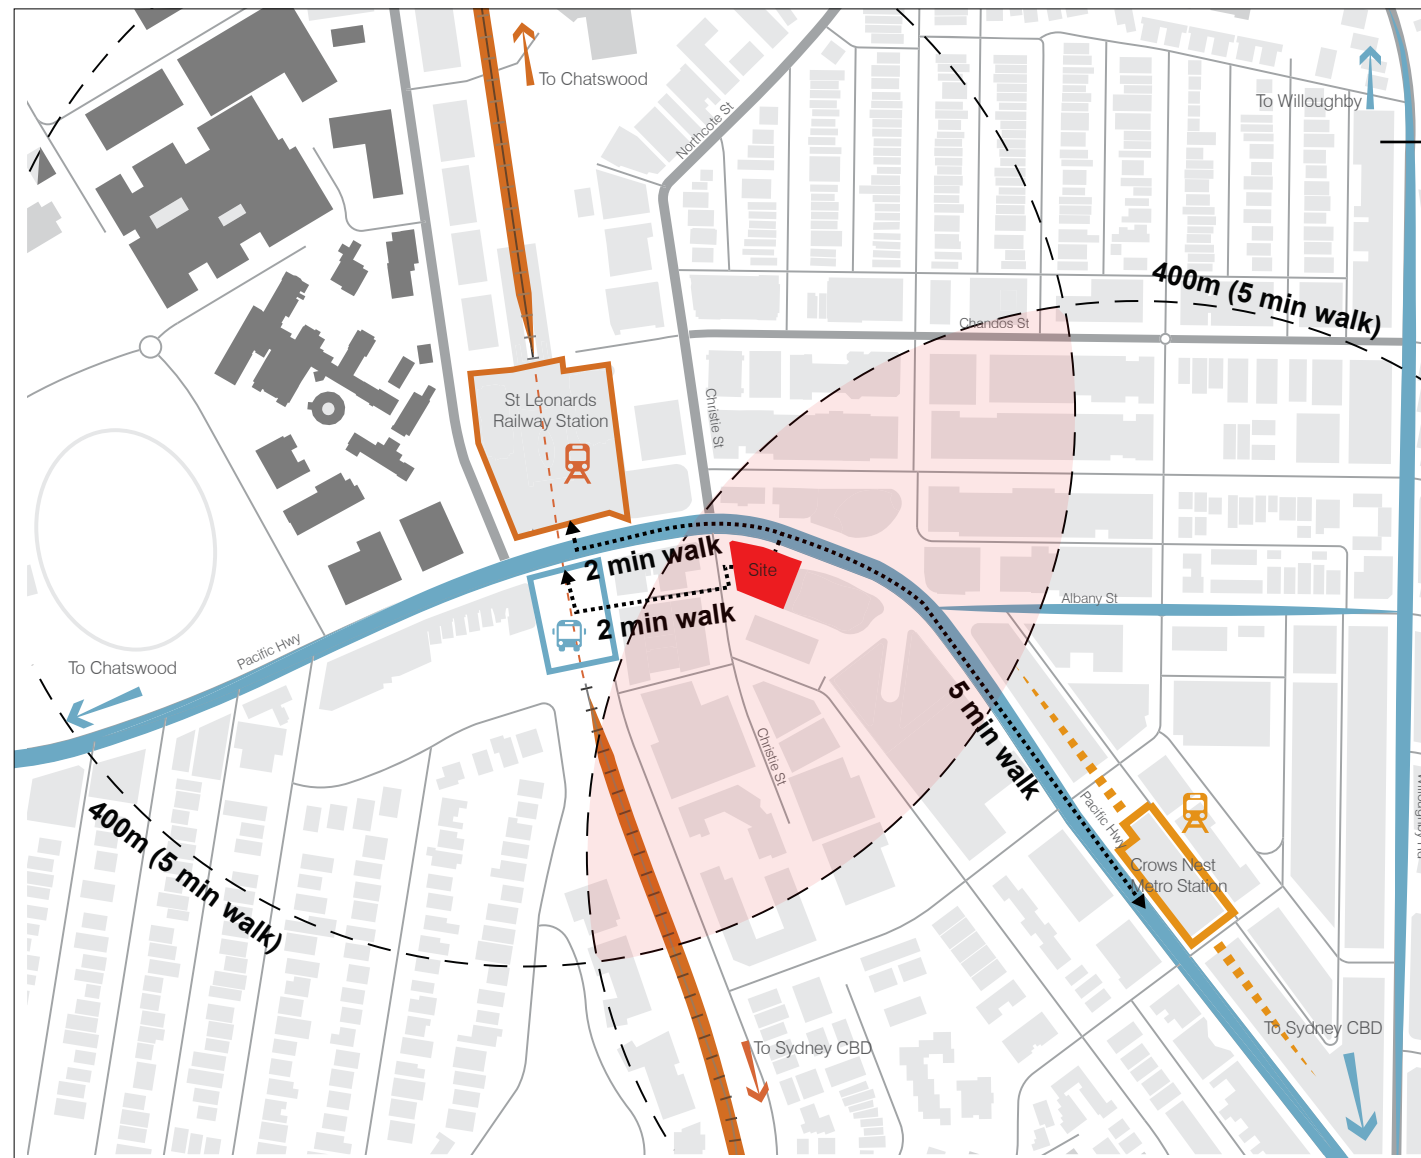 To Chatswood
To Willoughby
Northcote St
400m (5 min walk)
Chandos St
St Leonards
Railway Station
Christie St
2 min walk
Site
2 min walk
Albany St
Pacific Hwy
To Chatswood
5 min walk
Christie St
Pacific Hwy
400m (5 min walk)
Crows Nest
Metro Station
To Sydney CBD
To Sydney CBD